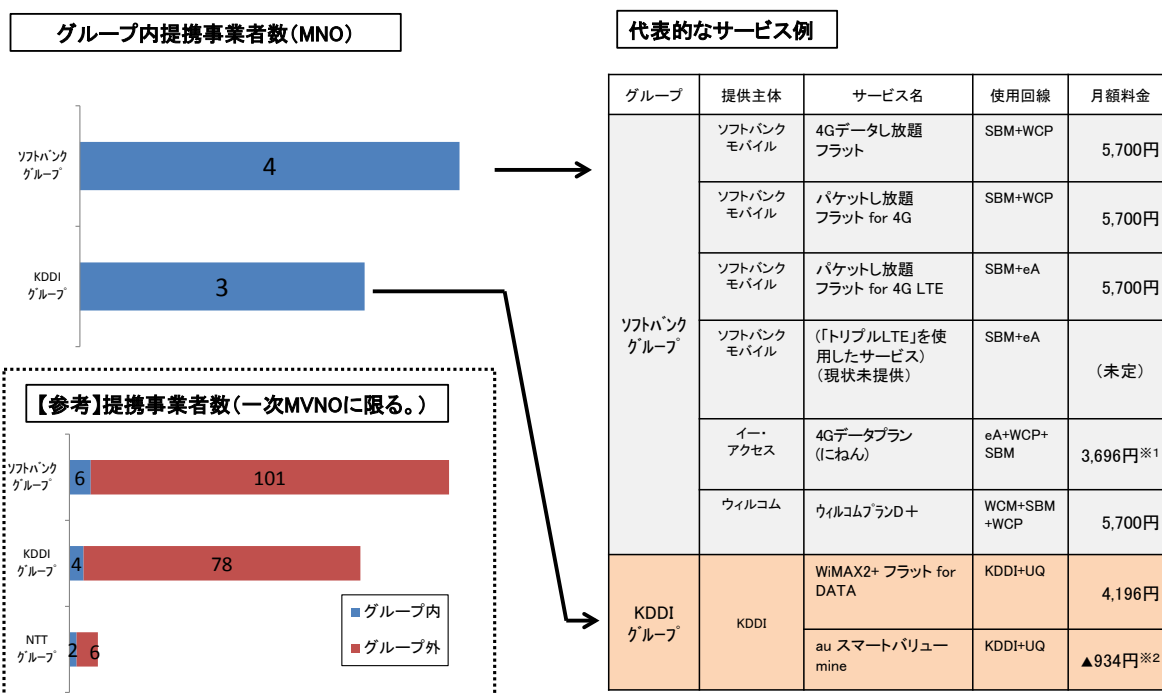 グループ内提携事業者数(MNO)
ソフトバンク
グループ
4
KDDI
グループ
3
【参考】提携事業者数(一次MVNOに限る。)
ソフトバンク
グループ
6
101
KDDI
グループ
4
78
NTT
グループ
2
6
■グループ内
■グループ外
代表的なサービス例
グループ 提供主体 サービス名 使用回線 月額料金
ソフトバンク
グループ
ソフトバンク
モバイル
4Gデータし放題
フラット
SBM+WCP
5,700円
ソフトバンク
モバイル
パケットし放題
フラット for 4G
SBM+WCP
5,700円
ソフトバンク
モバイル
パケットし放題
フラット for 4G LTE
SBM+eA
5,700円
ソフトバンク
モバイル
(「トリプルLTE」を使
用したサービス)
(現状未提供)
SBM+eA
(未定)
イー・
アクセス
4Gデータプラン
(にねん)
eA+WCP+
SBM
3,696円※1
ウィルコム
ウィルコムプランD+
WCM+SBM
+WCP
5,700円
KDDI
グループ
KDDI
WiMAX2+ フラット for
DATA
KDDI+UQ
4,196円
au スマートバリュー
mine
KDDI+UQ
▲934円※2